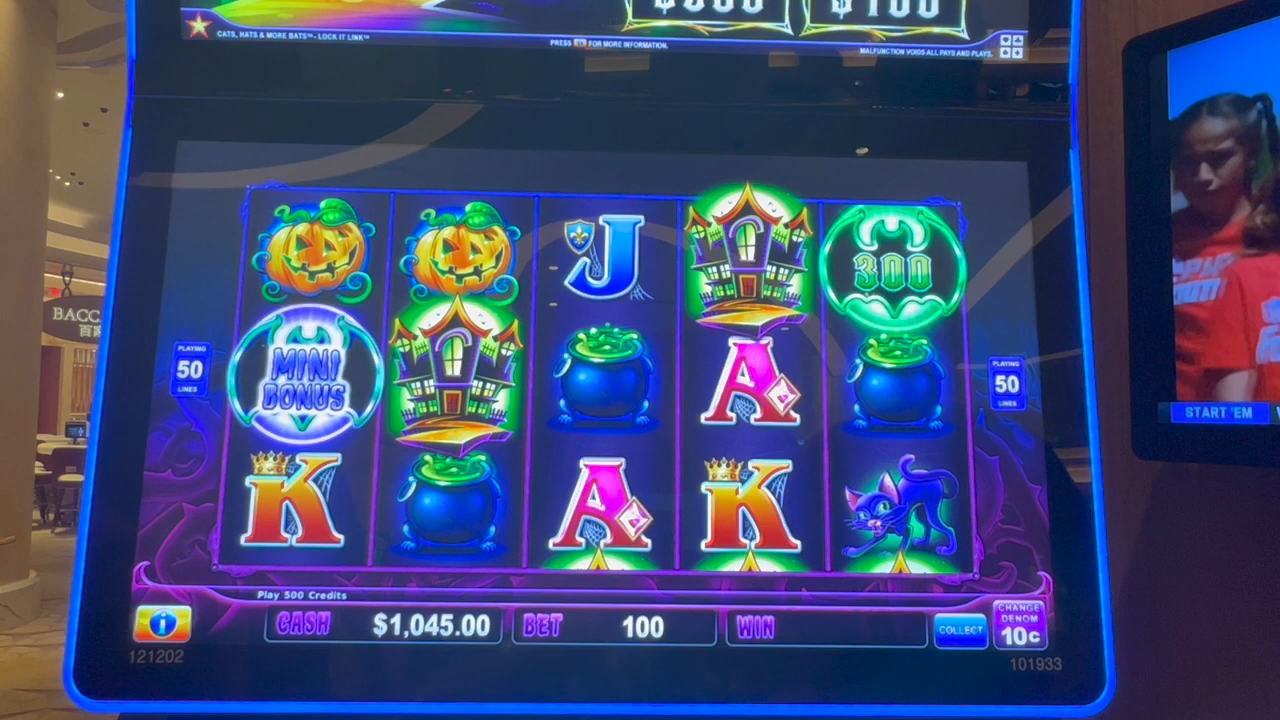 $100
CATS, HATS & MORE BATS™ - LOCK IT LINK™
PRESS FOR MORE INFORMATION.
MALFUNCTION VOIDS ALL PAYS AND PLAYS.
J
300
PLAYING
50
LINES
MINI
BONUS
A
PLAYING
50
LINES
K
A
K
Play 500 Credits
CASH $1,045.00
BET 100
WIN
COLLECT
CHANGE
DENOM
10¢
121202
101933
BACC
百家
START 'EM